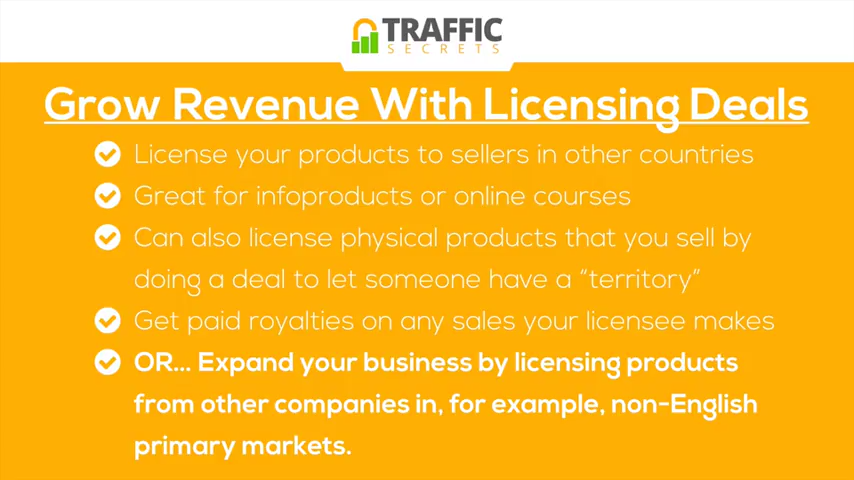 TRAFFIC
SECRETS
Grow Revenue With Licensing Deals
License your products to sellers in other countries
Great for infoproducts or online courses
Can also license physical products that you sell by
doing a deal to let someone have a “territory”
Get paid royalties on any sales your licensee makes
OR... Expand your business by licensing products
from other companies in, for example, non-English
primary markets.